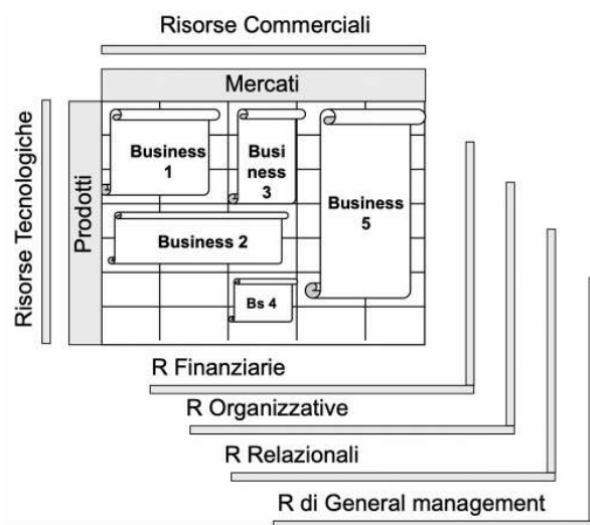 Risorse Commerciali
Mercati
Risorse Tecnologiche
Prodotti
Business
1
Busi
ness
3
Business
5
Business 2
Bs 4
R Finanziarie
R Organizzative
R Relazionali
R di General management